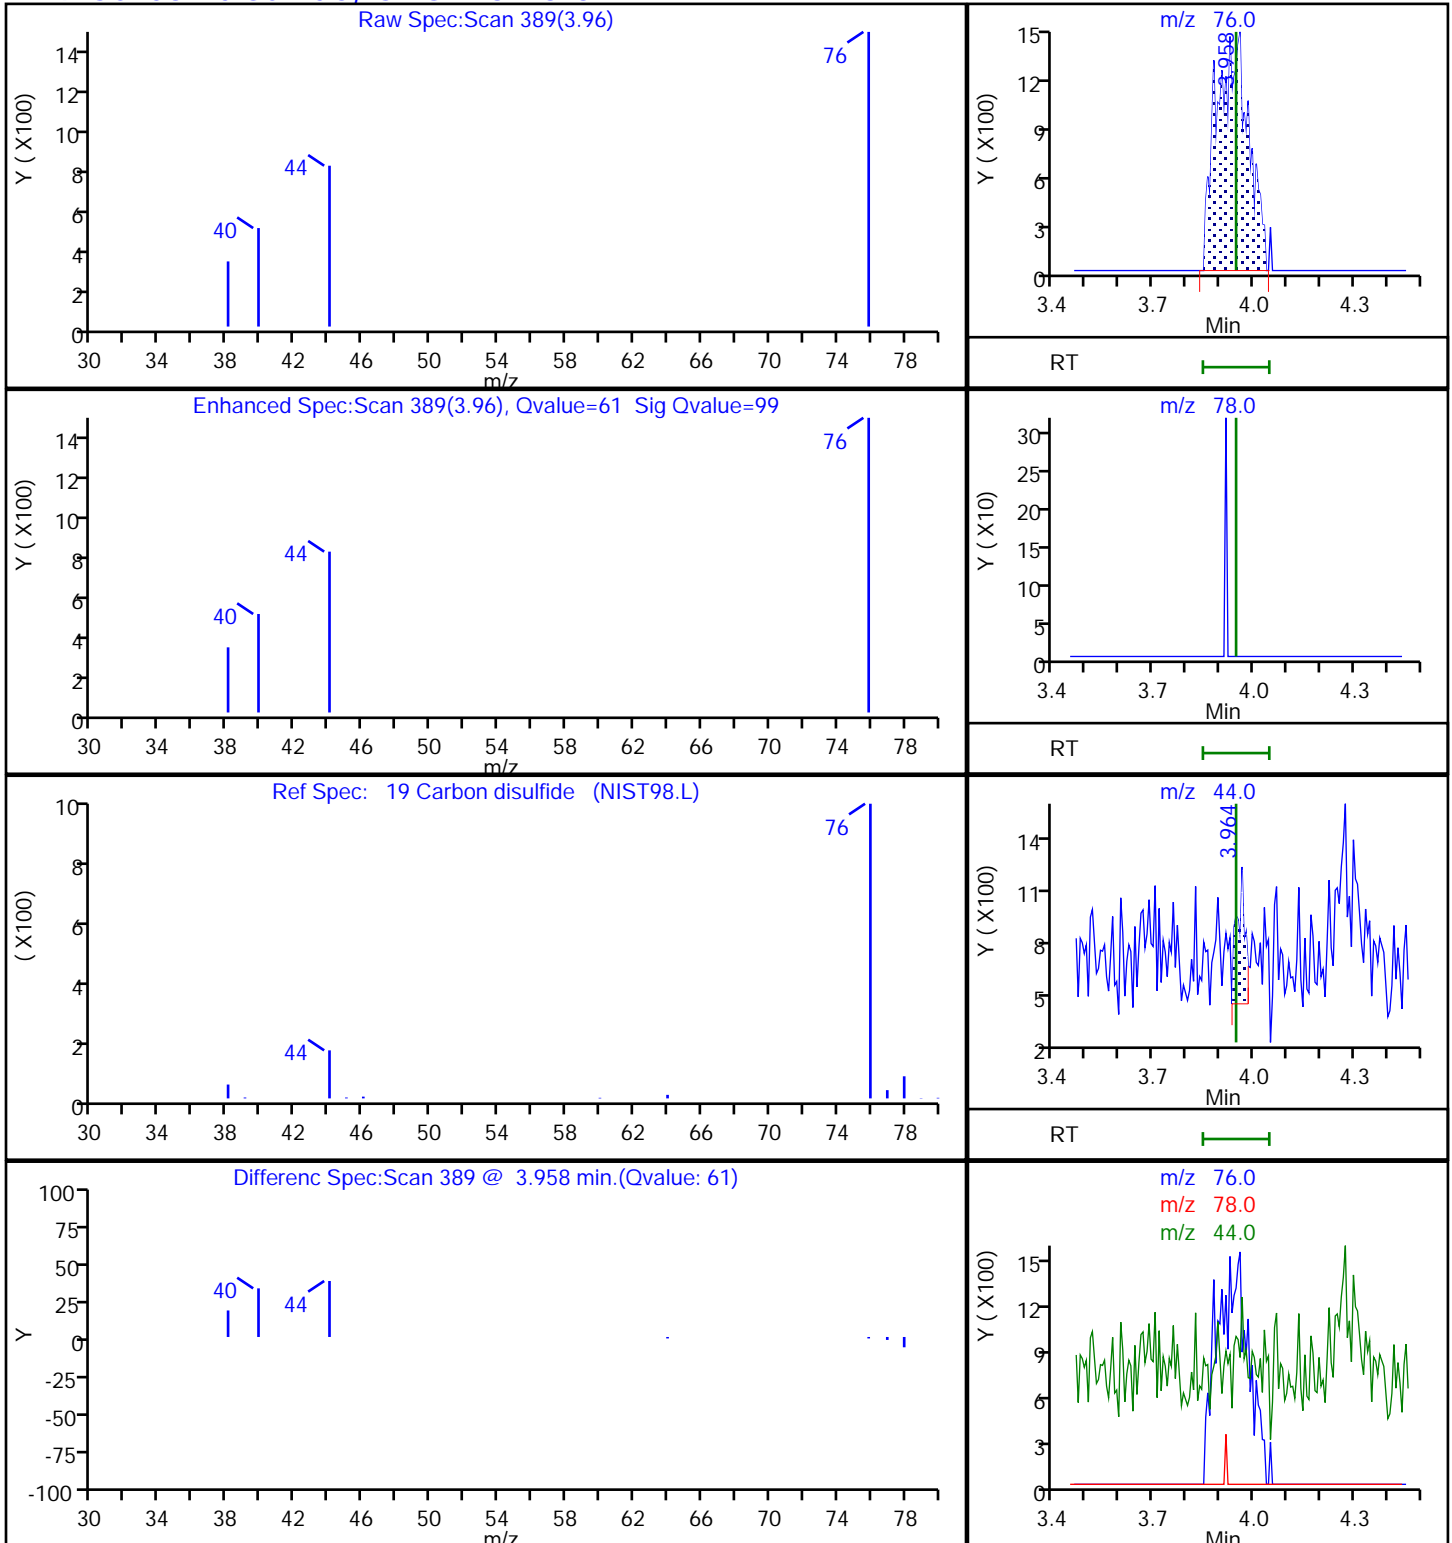 Raw Spec:Scan 389(3.96)
Y ( X100)
14
12
10
8
6
4
2
0
76
44
40
30 34 38 42 46 50 54 58 62 66 70 74 78
m/z
m/z 76.0
Y ( X100)
15
12
9
6
3
0
3.958
3.4 3.7 4.0 4.3
Min
RT
Enhanced Spec:Scan 389(3.96), Qvalue=61 Sig Qvalue=99
Y ( X100)
14
12
10
8
6
4
2
0
76
44
40
30 34 38 42 46 50 54 58 62 66 70 74 78
m/z
m/z 78.0
Y ( X10)
30
25
20
15
10
5
0
3.4 3.7 4.0 4.3
Min
RT
Ref Spec: 19 Carbon disulfide (NIST98.L)
( X100)
10
8
6
4
2
0
76
44
30 34 38 42 46 50 54 58 62 66 70 74 78
m/z 44.0
Y ( X100)
14
11
8
5
2
3.964
3.4 3.7 4.0 4.3
Min
RT
Differenc Spec:Scan 389 @ 3.958 min.(Qvalue: 61)
Y
100
75
50
25
0
-25
-50
-75
-100
40
44
30 34 38 42 46 50 54 58 62 66 70 74 78
m/z
m/z 76.0
m/z 78.0
m/z 44.0
Y ( X100)
15
12
9
6
3
0
3.4 3.7 4.0 4.3
Min